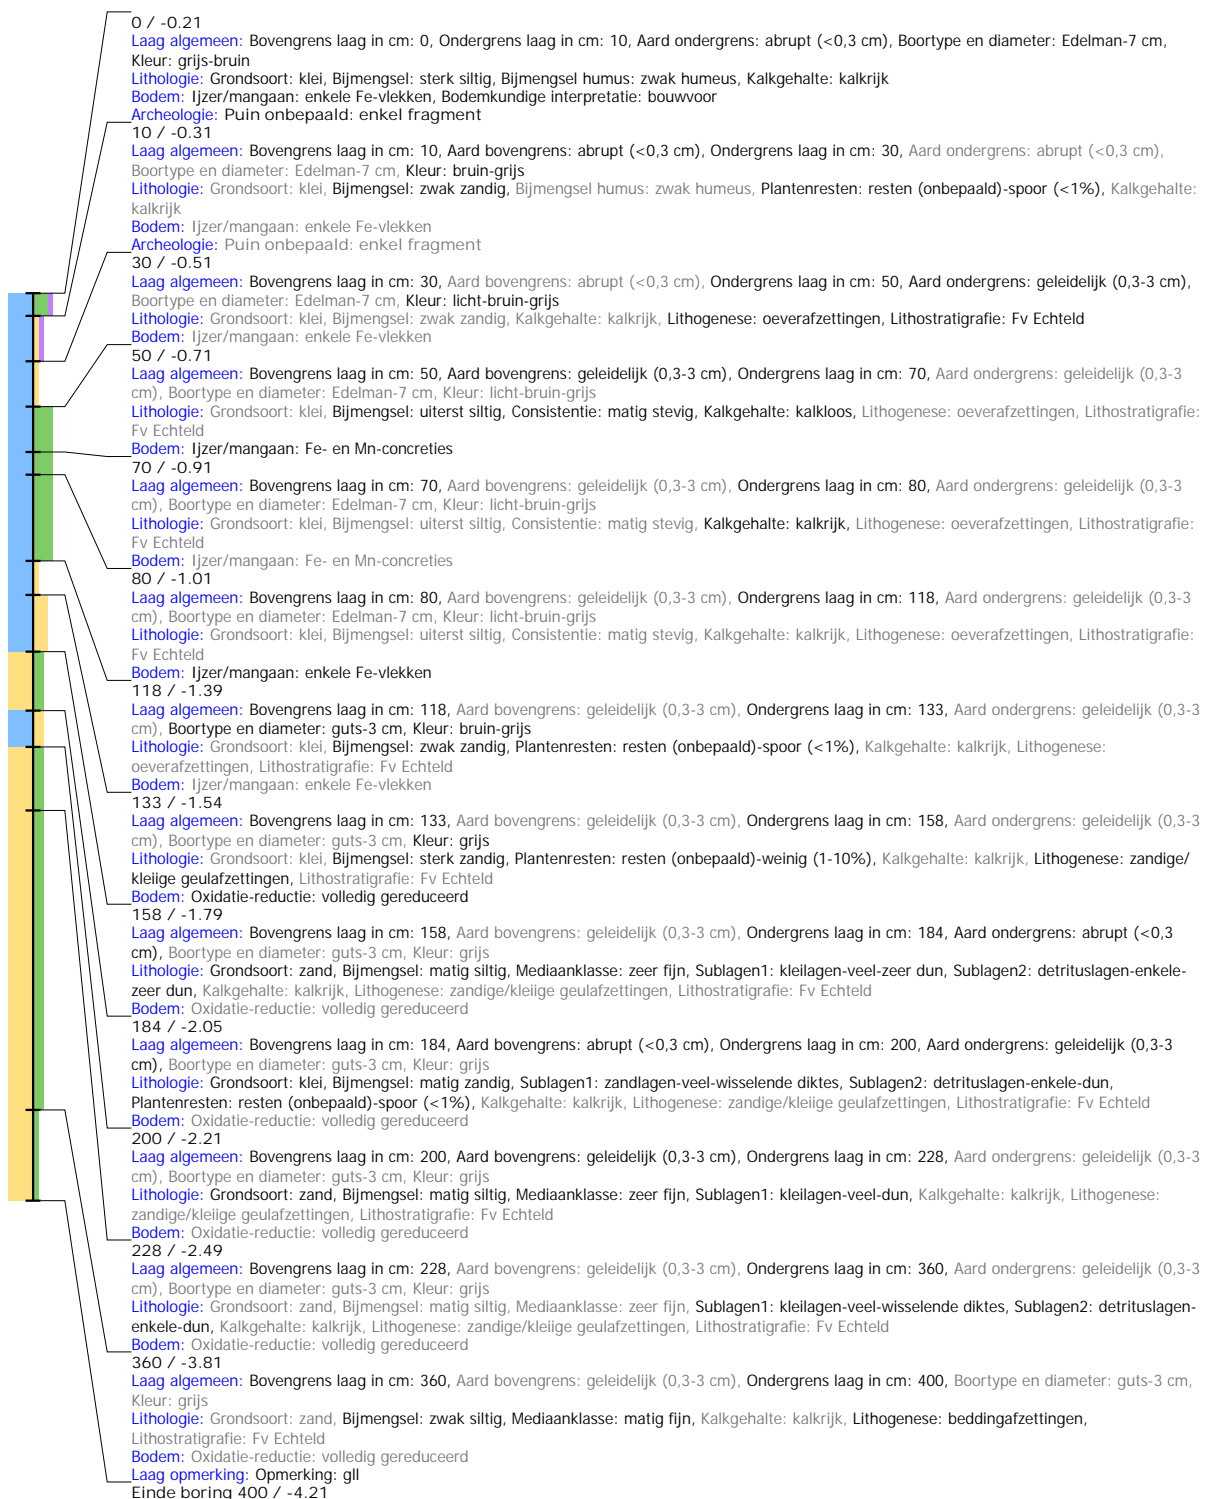 0 / -0.21
Laag algemeen: Bovengrens laag in cm: 0, Ondergrens laag in cm: 10, Aard ondergrens: abrupt (<0,3 cm), Boortype en diameter: Edelman-7 cm,
Kleur: grijs-bruin
Lithologie: Grondsoort: klei, Bijmengsel: sterk siltig, Bijmengsel humus: zwak humeus, Kalkgehalte: kalkrijk
Bodem: Ijzer/mangaan: enkele Fe-vlekken, Bodemkundige interpretatie: bouwvoor
Archeologie: Puin onbepaald: enkel fragment
10 / -0.31
Laag algemeen: Bovengrens laag in cm: 10, Aard bovengrens: abrupt (<0,3 cm), Ondergrens laag in cm: 30, Aard ondergrens: abrupt (<0,3 cm),
Boortype en diameter: Edelman-7 cm, Kleur: bruin-grijs
Lithologie: Grondsoort: klei, Bijmengsel: zwak zandig, Bijmengsel humus: zwak humeus, Plantenresten: resten (onbepaald)-spoor (<1%), Kalkgehalte:
kalkrijk
Bodem: Ijzer/mangaan: enkele Fe-vlekken
Archeologie: Puin onbepaald: enkel fragment
30 / -0.51
Laag algemeen: Bovengrens laag in cm: 30, Aard bovengrens: abrupt (<0,3 cm), Ondergrens laag in cm: 50, Aard ondergrens: geleidelijk (0,3-3 cm),
Boortype en diameter: Edelman-7 cm, Kleur: licht-bruin-grijs
Lithologie: Grondsoort: klei, Bijmengsel: zwak zandig, Kalkgehalte: kalkrijk, Lithogenese: oeverafzettingen, Lithostratigrafie: Fv Echteld
Bodem: Ijzer/mangaan: enkele Fe-vlekken
50 / -0.71
Laag algemeen: Bovengrens laag in cm: 50, Aard bovengrens: geleidelijk (0,3-3 cm), Ondergrens laag in cm: 70, Aard ondergrens: geleidelijk (0,3-3
cm), Boortype en diameter: Edelman-7 cm, Kleur: licht-bruin-grijs
Lithologie: Grondsoort: klei, Bijmengsel: uiterst siltig, Consistentie: matig stevig, Kalkgehalte: kalkloos, Lithogenese: oeverafzettingen, Lithostratigrafie:
Fv Echteld
Bodem: Ijzer/mangaan: Fe- en Mn-concreties
70 / -0.91
Laag algemeen: Bovengrens laag in cm: 70, Aard bovengrens: geleidelijk (0,3-3 cm), Ondergrens laag in cm: 80, Aard ondergrens: geleidelijk (0,3-3
cm), Boortype en diameter: Edelman-7 cm, Kleur: licht-bruin-grijs
Lithologie: Grondsoort: klei, Bijmengsel: uiterst siltig, Consistentie: matig stevig, Kalkgehalte: kalkrijk, Lithogenese: oeverafzettingen, Lithostratigrafie:
Fv Echteld
Bodem: Ijzer/mangaan: Fe- en Mn-concreties
80 / -1.01
Laag algemeen: Bovengrens laag in cm: 80, Aard bovengrens: geleidelijk (0,3-3 cm), Ondergrens laag in cm: 118, Aard ondergrens: geleidelijk (0,3-3
cm), Boortype en diameter: Edelman-7 cm, Kleur: licht-bruin-grijs
Lithologie: Grondsoort: klei, Bijmengsel: uiterst siltig, Consistentie: matig stevig, Kalkgehalte: kalkrijk, Lithogenese: oeverafzettingen, Lithostratigrafie:
Fv Echteld
Bodem: Ijzer/mangaan: enkele Fe-vlekken
118 / -1.39
Laag algemeen: Bovengrens laag in cm: 118, Aard bovengrens: geleidelijk (0,3-3 cm), Ondergrens laag in cm: 133, Aard ondergrens: geleidelijk (0,3-3
cm), Boortype en diameter: guts-3 cm, Kleur: bruin-grijs
Lithologie: Grondsoort: klei, Bijmengsel: zwak zandig, Plantenresten: resten (onbepaald)-spoor (<1%), Kalkgehalte: kalkrijk, Lithogenese:
oeverafzettingen, Lithostratigrafie: Fv Echteld
Bodem: Ijzer/mangaan: enkele Fe-vlekken
133 / -1.54
Laag algemeen: Bovengrens laag in cm: 133, Aard bovengrens: geleidelijk (0,3-3 cm), Ondergrens laag in cm: 158, Aard ondergrens: geleidelijk (0,3-3
cm), Boortype en diameter: guts-3 cm, Kleur: grijs
Lithologie: Grondsoort: klei, Bijmengsel: sterk zandig, Plantenresten: resten (onbepaald)-weinig (1-10%), Kalkgehalte: kalkrijk, Lithogenese: zandige/
kleiige geulafzettingen, Lithostratigrafie: Fv Echteld
Bodem: Oxidatie-reductie: volledig gereduceerd
158 / -1.79
Laag algemeen: Bovengrens laag in cm: 158, Aard bovengrens: geleidelijk (0,3-3 cm), Ondergrens laag in cm: 184, Aard ondergrens: abrupt (<0,3
cm), Boortype en diameter: guts-3 cm, Kleur: grijs
Lithologie: Grondsoort: zand, Bijmengsel: matig siltig, Mediaanklasse: zeer fijn, Sublagen1: kleilagen-veel-zeer dun, Sublagen2: detrituslagen-enkele-
zeer dun, Kalkgehalte: kalkrijk, Lithogenese: zandige/kleiige geulafzettingen, Lithostratigrafie: Fv Echteld
Bodem: Oxidatie-reductie: volledig gereduceerd
184 / -2.05
Laag algemeen: Bovengrens laag in cm: 184, Aard bovengrens: abrupt (<0,3 cm), Ondergrens laag in cm: 200, Aard ondergrens: geleidelijk (0,3-3
cm), Boortype en diameter: guts-3 cm, Kleur: grijs
Lithologie: Grondsoort: klei, Bijmengsel: matig zandig, Sublagen1: zandlagen-veel-wisselende diktes, Sublagen2: detrituslagen-enkele-dun,
Plantenresten: resten (onbepaald)-spoor (<1%), Kalkgehalte: kalkrijk, Lithogenese: zandige/kleiige geulafzettingen, Lithostratigrafie: Fv Echteld
Bodem: Oxidatie-reductie: volledig gereduceerd
200 / -2.21
Laag algemeen: Bovengrens laag in cm: 200, Aard bovengrens: geleidelijk (0,3-3 cm), Ondergrens laag in cm: 228, Aard ondergrens: geleidelijk (0,3-3
cm), Boortype en diameter: guts-3 cm, Kleur: grijs
Lithologie: Grondsoort: zand, Bijmengsel: matig siltig, Mediaanklasse: zeer fijn, Sublagen1: kleilagen-veel-dun, Kalkgehalte: kalkrijk, Lithogenese:
zandige/kleiige geulafzettingen, Lithostratigrafie: Fv Echteld
Bodem: Oxidatie-reductie: volledig gereduceerd
228 / -2.49
Laag algemeen: Bovengrens laag in cm: 228, Aard bovengrens: geleidelijk (0,3-3 cm), Ondergrens laag in cm: 360, Aard ondergrens: geleidelijk (0,3-3
cm), Boortype en diameter: guts-3 cm, Kleur: grijs
Lithologie: Grondsoort: zand, Bijmengsel: matig siltig, Mediaanklasse: zeer fijn, Sublagen1: kleilagen-veel-wisselende diktes, Sublagen2: detrituslagen-
enkele-dun, Kalkgehalte: kalkrijk, Lithogenese: zandige/kleiige geulafzettingen, Lithostratigrafie: Fv Echteld
Bodem: Oxidatie-reductie: volledig gereduceerd
360 / -3.81
Laag algemeen: Bovengrens laag in cm: 360, Aard bovengrens: geleidelijk (0,3-3 cm), Ondergrens laag in cm: 400, Boortype en diameter: guts-3 cm,
Kleur: grijs
Lithologie: Grondsoort: zand, Bijmengsel: zwak siltig, Mediaanklasse: matig fijn, Kalkgehalte: kalkrijk, Lithogenese: beddingafzettingen,
Lithostratigrafie: Fv Echteld
Bodem: Oxidatie-reductie: volledig gereduceerd
Laag opmerking: Opmerking: gll
Einde boring 400 / -4.21